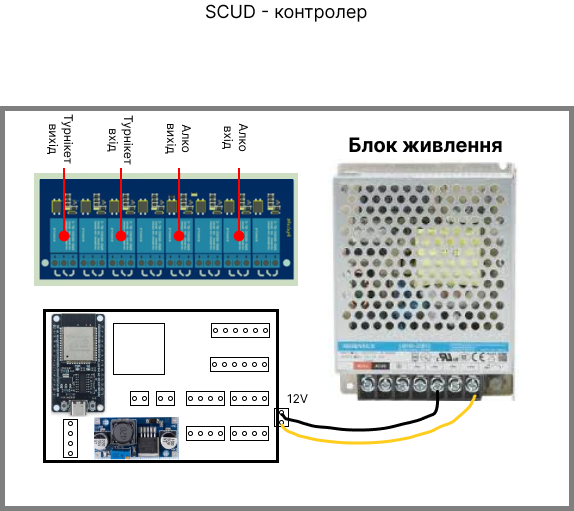 SCUD - контролер
Турнікет
вихід
Турнікет
вхід
Алко
вихід
Алко
вхід
Блок живлення
12V